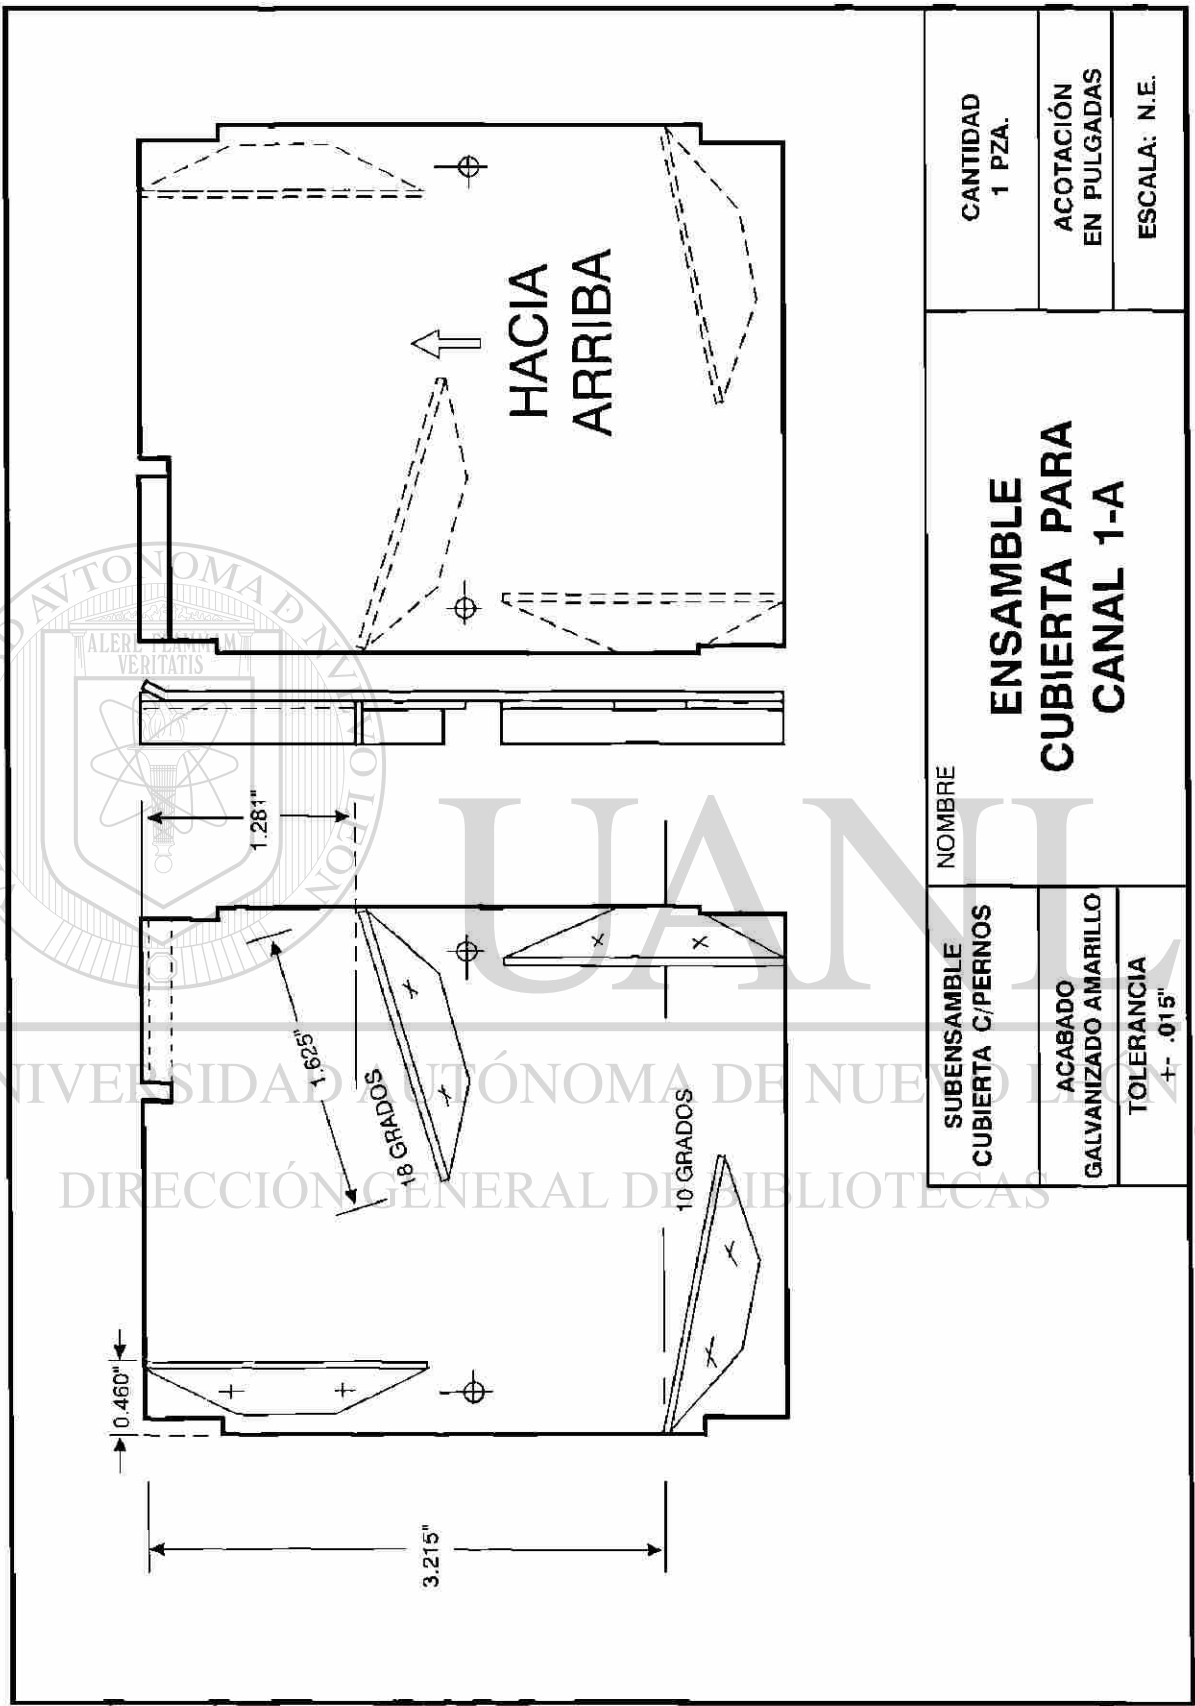 0.460"
3.215"
1.625"
18 GRADOS
1.281"
10 GRADOS
HACIA
ARRIBA
SUBENSAMBLE
CUBIERTA C/PERNOS
ACABADO
GALVANIZADO AMARILLO
TOLERANCIA
+- .015"
NOMBRE
ENSAMBLE
CUBIERTA PARA
CANAL 1-A
CANTIDAD
1 PZA.
ACOTACIÓN
EN PULGADAS
ESCALA: N.E.
ALERE FLAMMAM
VERITATIS
UANL
UNIVERSIDAD AUTÓNOMA DE NUEVO LEÓN
DIRECCIÓN GENERAL DE BIBLIOTECAS